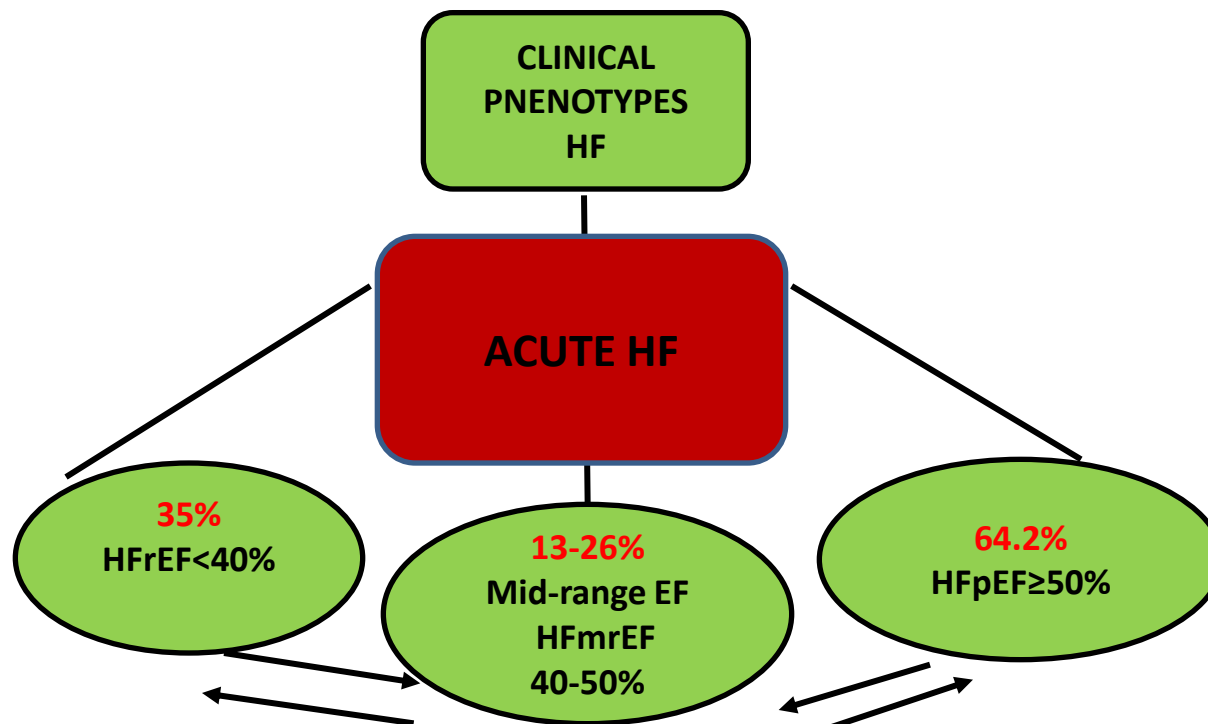 CLINICAL
PNENOTYPES
HF
ACUTE HF
35%
HFrEF<40%
13-26%
Mid-range EF
HFmrEF
40-50%
64.2%
HFpEF≥50%